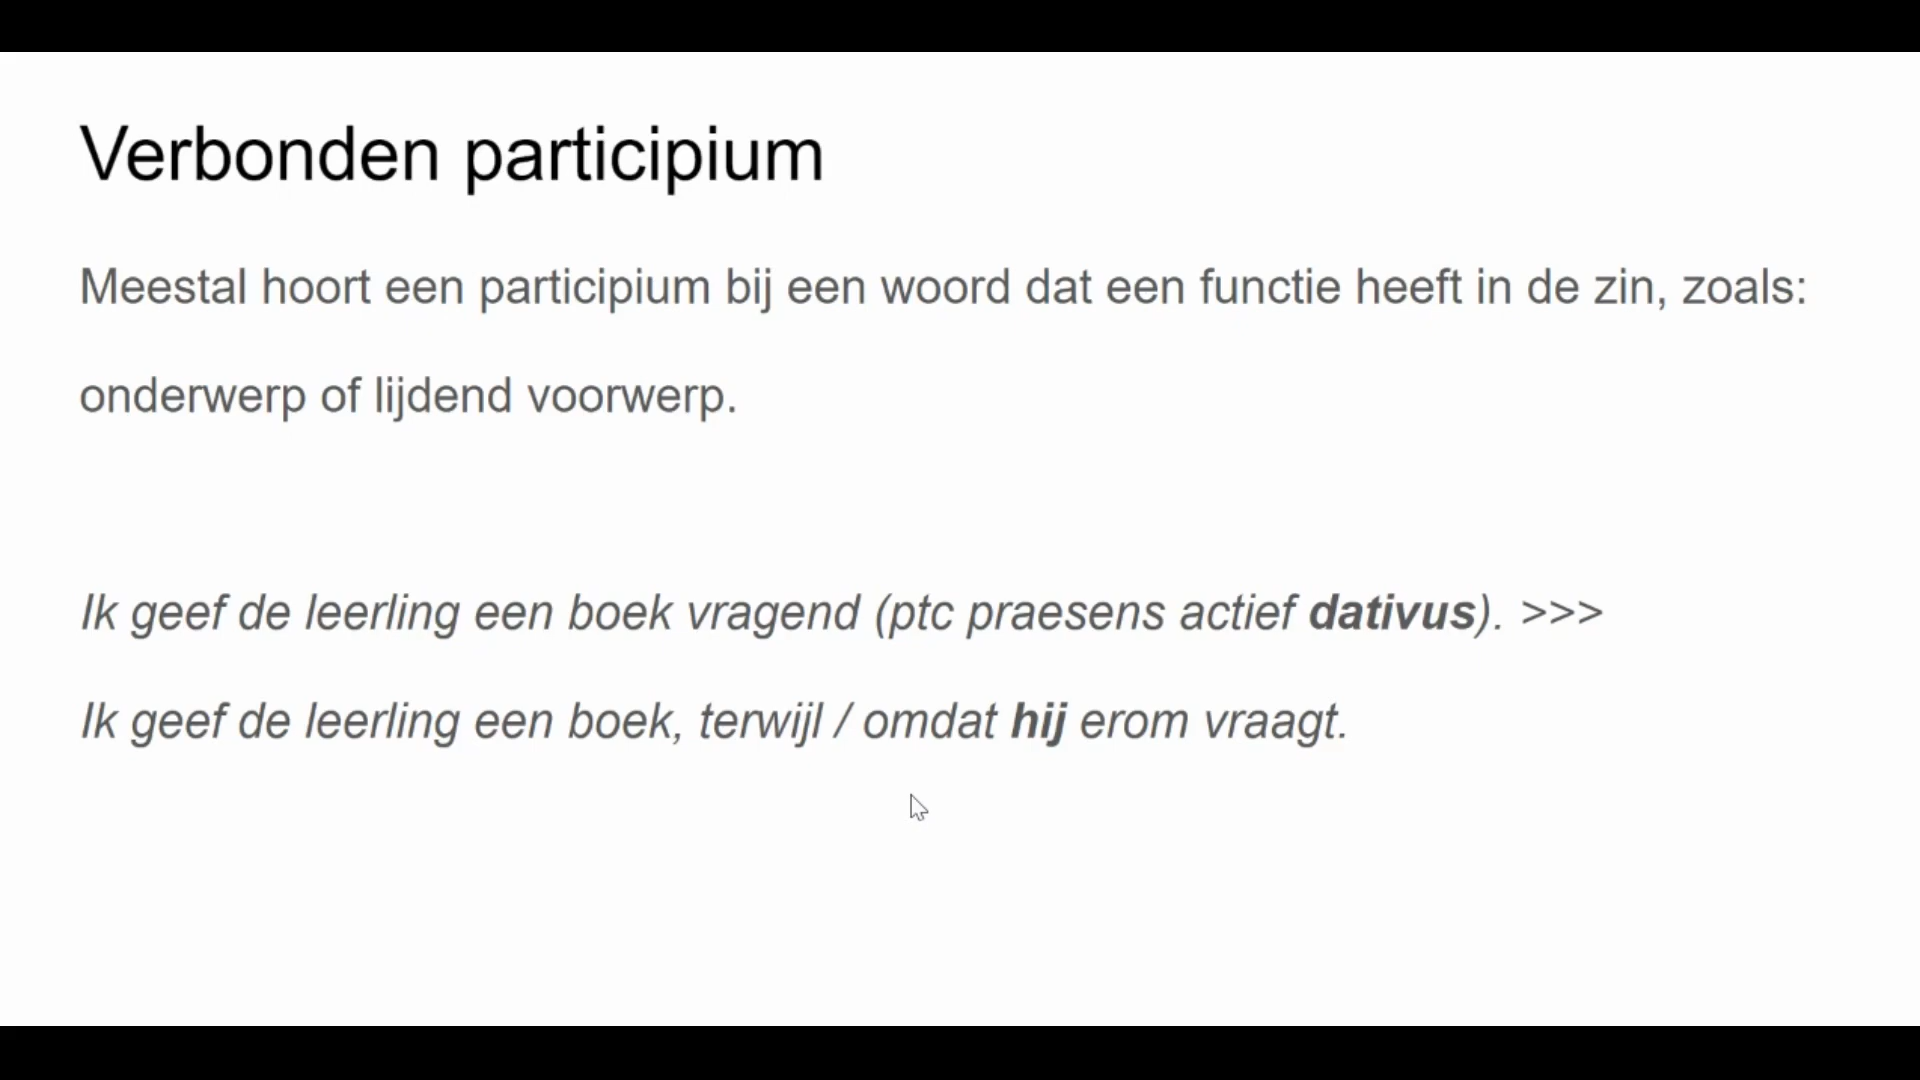 Verbonden participium
Meestal hoort een participium bij een woord dat een functie heeft in de zin, zoals:
onderwerp of lijdend voorwerp.
Ik geef de leerling een boek vragend (ptc praesens actief dativus). >>>
Ik geef de leerling een boek, terwijl / omdat hij erom vraagt.